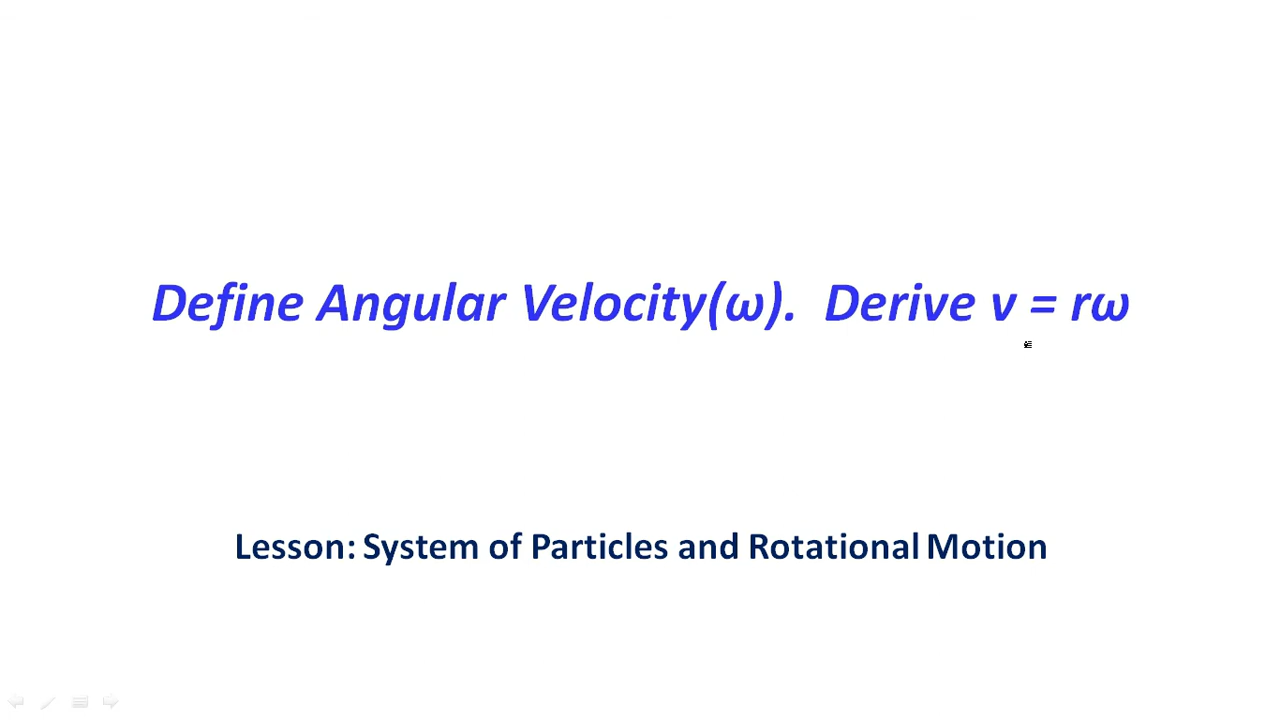 Define Angular Velocity(ω).  Derive v = rω
Lesson: System of Particles and Rotational Motion